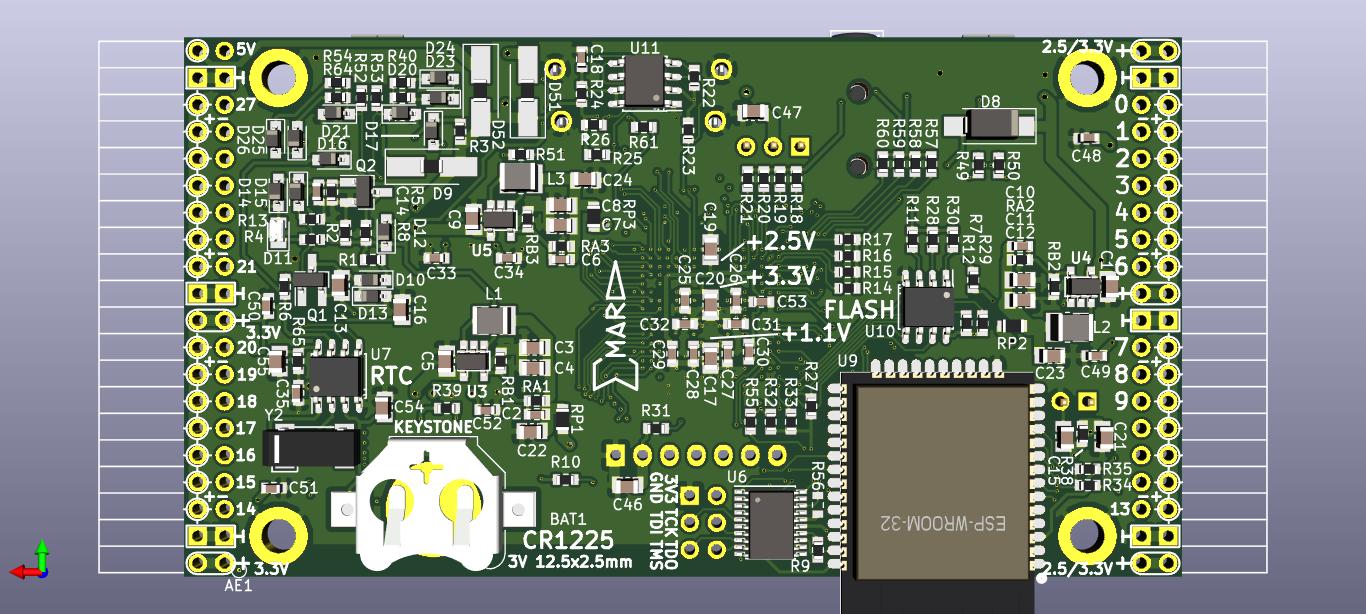 5V
27
21
3.3V
20
19
18
17
16
15
14
3.3V
AE1
R54
R64
R52
R53
R40
D20
D24
D23
D21
D16
D17
D26
D25
Q2
D14
D15
R13
R4
D11
R2
R1
R8
C14
R5
D12
D10
D13
Q1
C13
C16
R65
C50
R6
C55
C35
U7
RTC
C54
Y2
C51
R3
D52
D51
D9
R51
L3
C24
C18
R24
U11
R22
R26
R61
R25
R23
C9
U5
RB3
C8
C7
RP3
RA3
C6
C33
C34
L1
C5
R39
U3
C52
RB1
RA1
C2
C3
C4
C22
RP1
KEYSTONE
BAT1
CR1225
3V 12.5x2.5mm
R10
MAR
C47
R21
R20
R19
R18
C19
+2.5V
C25
C20
C26
+3.3V
C53
C32
C31
+1.1V
C29
C28
C17
C27
C30
R31
R55
R32
R33
R27
C46
3V3 TCK TDO
GND TDI TMS
U6
R56
R9
R60
R59
R58
R57
D8
R49
R50
C48
R11
R28
R30
R7
R12
R29
C10
RA2
C11
C12
R17
R16
R15
R14
FLASH
U10
U9
RB2
U4
L2
RP2
C23
C49
ESP-WROOM-32
C21
R38
C15
R35
R34
2.5/3.3V
0
1
2
3
4
5
6
7
8
9
13
2.5/3.3V